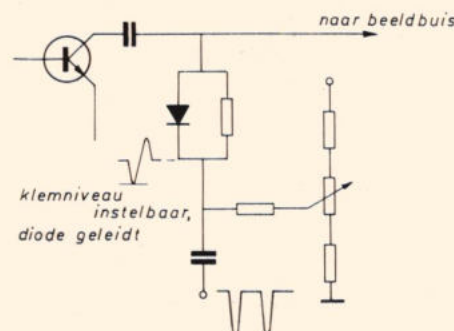 naar beeldbuis
klemniveau
instelbaar,
diode geleidt